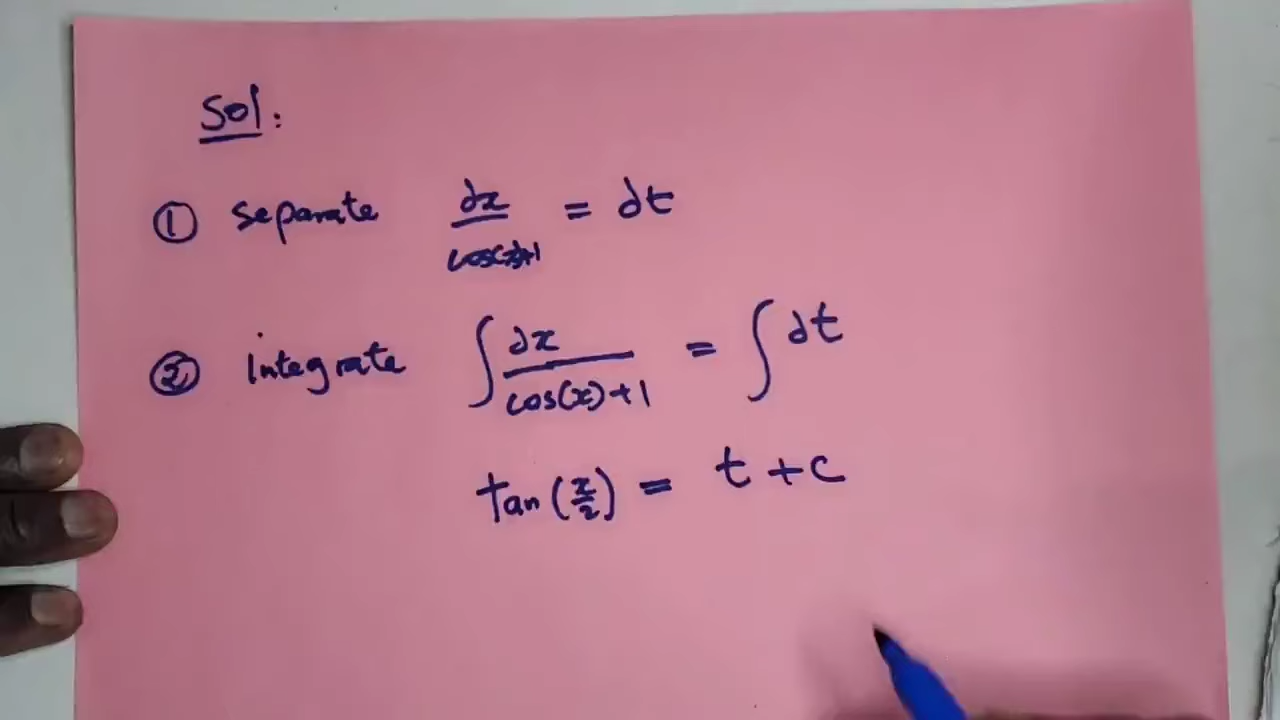 Sol:
① separate dx/cos(x)+1 = dt
② integrate ∫ dx/cos(x)+1 = ∫ dt
tan(x/2) = t + c